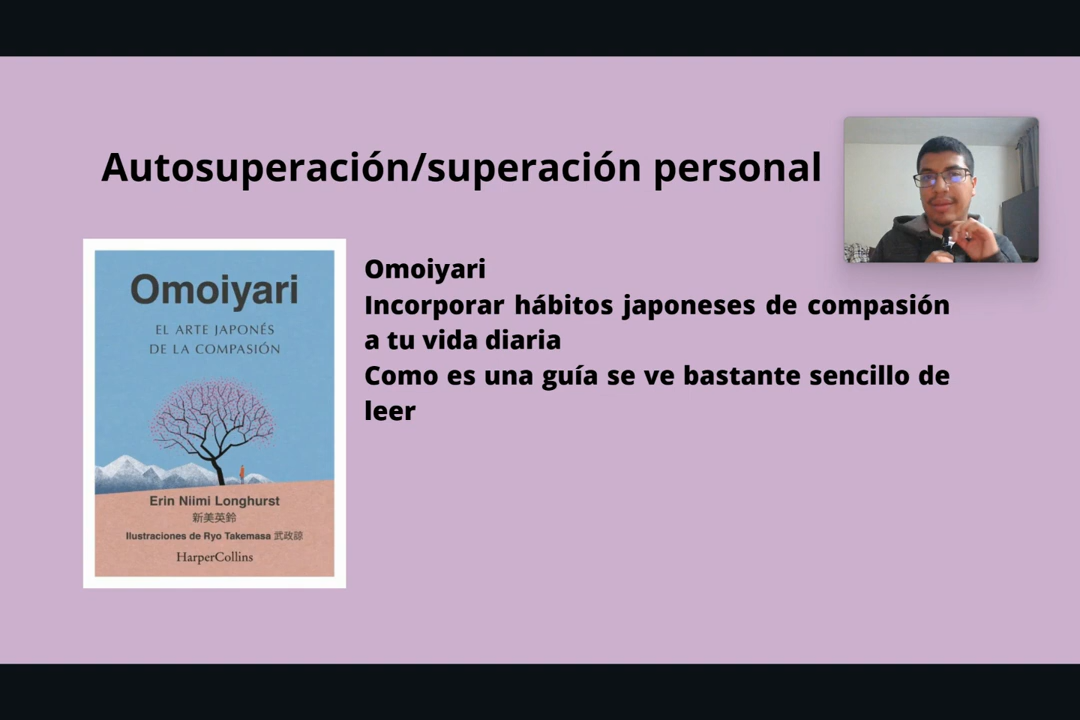 Autosuperación/superación personal
Omoiyari
EL ARTE JAPONÉS
DE LA COMPASIÓN
Erin Niimi Longhurst
新美英鈴
Ilustraciones de Ryo Takemasa 武政諒
HarperCollins
Omoiyari
Incorporar hábitos japoneses de compasión
a tu vida diaria
Como es una guía se ve bastante sencillo de
leer